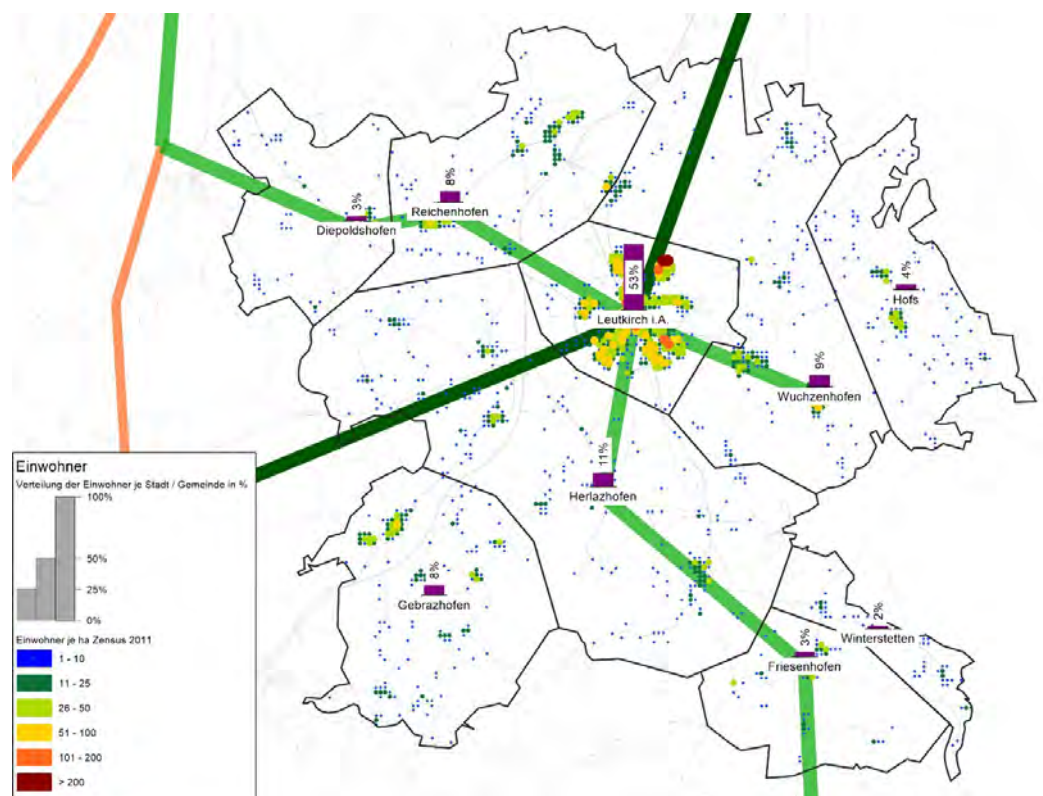 8%
3%
Reichenhofen
Diepoldshofen
53%
4%
Hofs
Leutkirch i.A.
9%
Wuchzenhofen
11%
Herlazhofen
8%
Gebrazhofen
2%
Winterstetten
3%
Friesenhofen
Einwohner
Verteilung der Einwohner je Stadt / Gemeinde in %
100%
50%
25%
0%
Einwohner je ha Zensus 2011
1 - 10
11 - 25
26 - 50
51 - 100
101 - 200
> 200